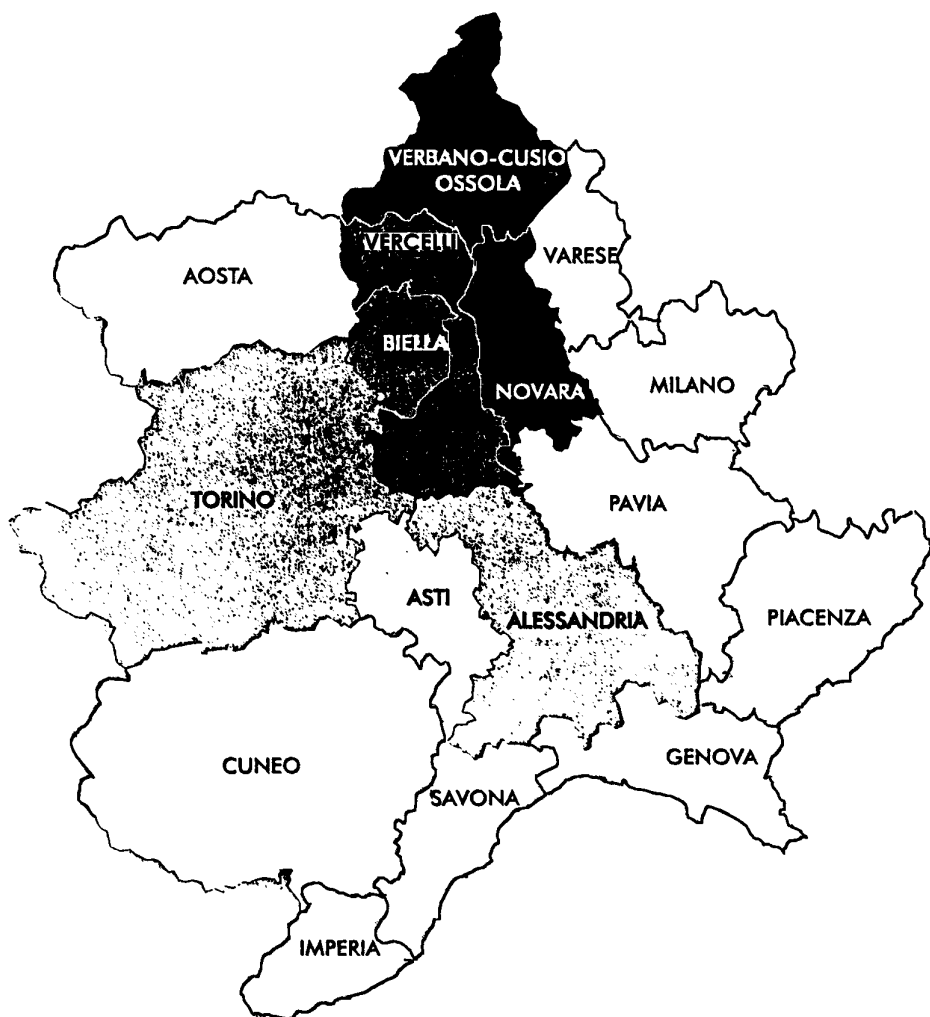 VERBANO-CUSIO
OSSOLA
VERCELLI
VARESE
AOSTA
BIELLA
NOVARA
MILANO
TORINO
PAVIA
ASTI
ALESSANDRIA
PIACENZA
CUNEO
GENOVA
SAVONA
IMPERIA